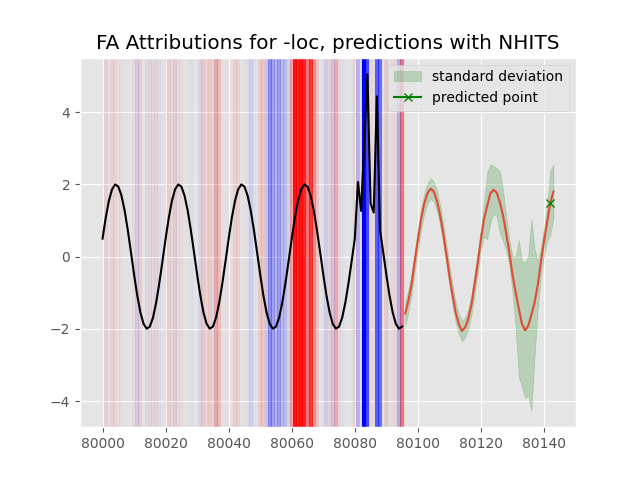 FA Attributions for -loc, predictions with NHITS
standard deviation
predicted point
4
2
0
−2
−4
80000 80020 80040 80060 80080 80100 80120 80140